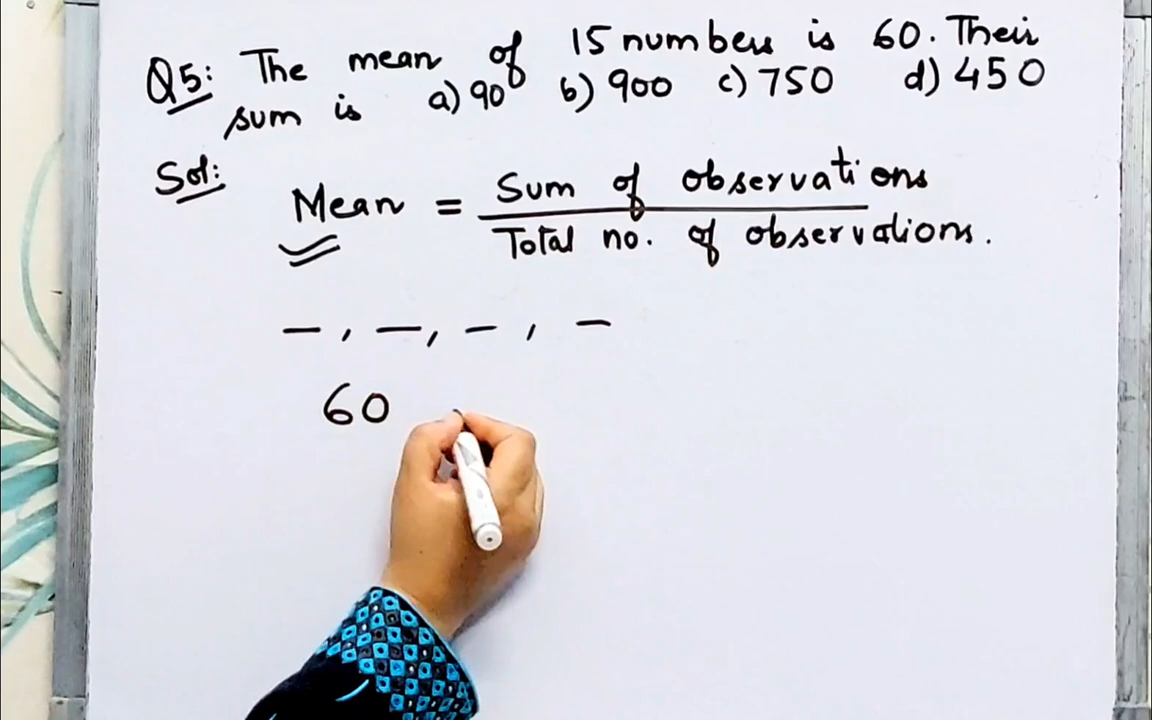 Q5: The mean of 15 numbers is 60. Their
sum is a) 90 b) 900 c) 750 d) 450
Sol:
Mean = Sum of observations
Total no. of observations.
– , – , – , –
60